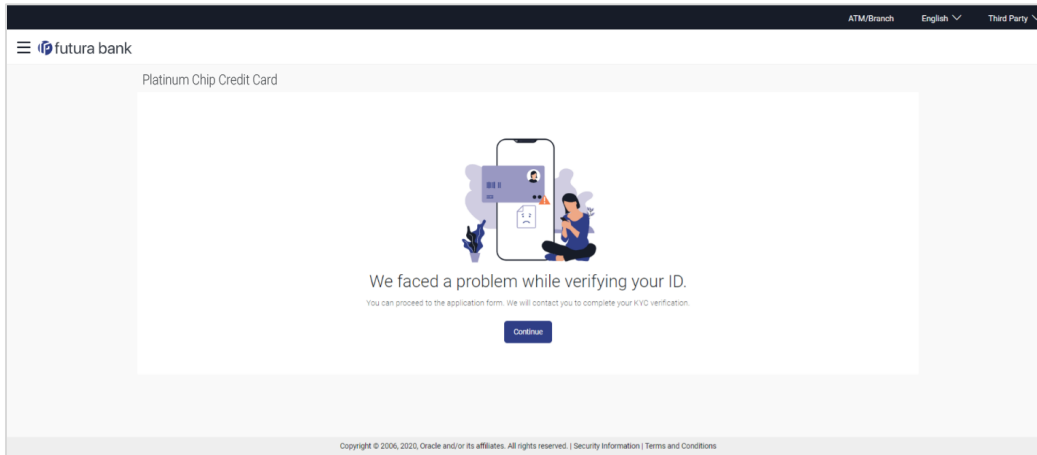 ATM/Branch English Third Party
futura bank
Platinum Chip Credit Card
We faced a problem while verifying your ID.
You can proceed to the application form. We will contact you to complete your KYC verification.
Continue
Copyright © 2006, 2020, Oracle and/or its affiliates. All rights reserved. | Security Information | Terms and Conditions